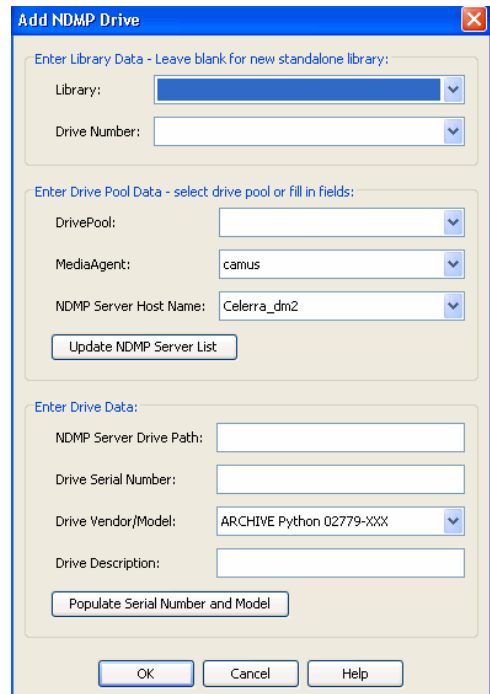 Add NDMP Drive
Enter Library Data - Leave blank for new standalone library:
Library:
Drive Number:
Enter Drive Pool Data - select drive pool or fill in fields:
DrivePool:
MediaAgent: camus
NDMP Server Host Name: Celerra_dm2
Update NDMP Server List
Enter Drive Data:
NDMP Server Drive Path:
Drive Serial Number:
Drive Vendor/Model: ARCHIVE Python 02779-XXX
Drive Description:
Populate Serial Number and Model
OK Cancel Help